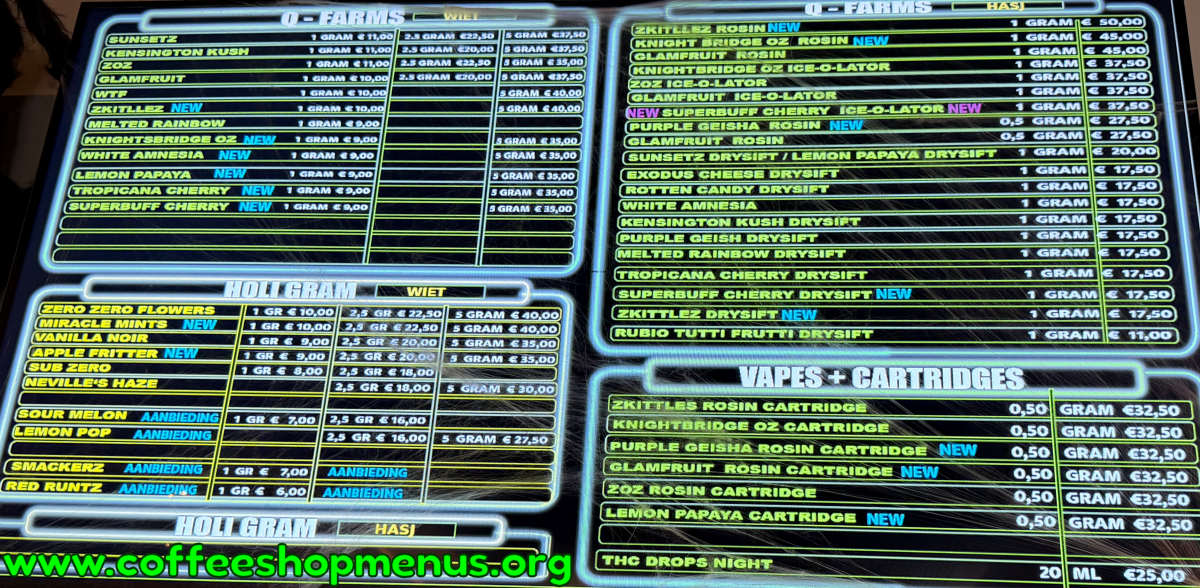 Q - FARMS WIET
SUNSETZ 1 GRAM € 11,00 2.5 GRAM €22,50 5 GRAM €37,50
KENSINGTON KUSH 1 GRAM € 11,00 2.5 GRAM €20,00 5 GRAM €37,50
ZOZ 1 GRAM € 11,00 2.5 GRAM €22,50 5 GRAM € 35,00
GLAMFRUIT 1 GRAM € 10,00 2.5 GRAM €20,00 5 GRAM €37,50
WTF 1 GRAM € 10,00 5 GRAM € 40,00
ZKITLLEZ NEW 1 GRAM € 10,00 5 GRAM € 40,00
MELTED RAINBOW 1 GRAM € 9,00
KNIGHTSBRIDGE OZ NEW 1 GRAM € 9,00 5 GRAM € 35,00
WHITE AMNESIA NEW 1 GRAM € 9,00 5 GRAM € 35,00
LEMON PAPAYA NEW 1 GRAM € 9,00 5 GRAM € 35,00
TROPICANA CHERRY NEW 1 GRAM € 9,00 5 GRAM € 35,00
SUPERBUFF CHERRY NEW 1 GRAM € 9,00 5 GRAM € 35,00
HOLI GRAM WIET
ZERO ZERO FLOWERS 1 GR € 10,00 2,5 GR € 22,50 5 GRAM € 40,00
MIRACLE MINTS NEW 1 GR € 10,00 2,5 GR € 22,50 5 GRAM € 40,00
VANILLA NOIR 1 GR € 9,00 2,5 GR € 20,00 5 GRAM € 35,00
APPLE FRITTER NEW 1 GR € 9,00 2,5 GR € 20,00 5 GRAM € 35,00
SUB ZERO 1 GR € 8,00 2,5 GR € 18,00
NEVILLE'S HAZE 2,5 GR € 18,00 5 GRAM € 30,00
SOUR MELON AANBIEDING 1 GR € 7,00 2,5 GR € 16,00
LEMON POP AANBIEDING 2,5 GR € 16,00 5 GRAM € 27,50
SMACKERZ AANBIEDING 1 GR € 7,00 AANBIEDING
RED RUNTZ AANBIEDING 1 GR € 6,00 AANBIEDING
HOLI GRAM HASJ
www.coffeeshopmenus.org
Q - FARMS HASJ
ZKITLLEZ ROSIN NEW 1 GRAM € 50,00
KNIGHT BRIDGE OZ ROSIN NEW 1 GRAM € 45,00
GLAMFRUIT ROSIN 1 GRAM € 45,00
KNIGHTBRIDGE OZ ICE-O-LATOR 1 GRAM € 37,50
ZOZ ICE-O-LATOR 1 GRAM € 37,50
GLAMFRUIT ICE-O-LATOR 1 GRAM € 37,50
NEW SUPERBUFF CHERRY ICE-O-LATOR NEW 1 GRAM € 37,50
PURPLE GEISHA ROSIN NEW 0,5 GRAM € 27,50
GLAMFRUIT ROSIN 0,5 GRAM € 27,50
SUNSETZ DRYSIFT / LEMON PAPAYA DRYSIFT 1 GRAM € 20,00
EXODUS CHEESE DRYSIFT 1 GRAM € 17,50
ROTTEN CANDY DRYSIFT 1 GRAM € 17,50
WHITE AMNESIA 1 GRAM € 17,50
KENSINGTON KUSH DRYSIFT 1 GRAM € 17,50
PURPLE GEISH DRYSIFT 1 GRAM € 17,50
MELTED RAINBOW DRYSIFT 1 GRAM € 17,50
TROPICANA CHERRY DRYSIFT 1 GRAM € 17,50
SUPERBUFF CHERRY DRYSIFT NEW 1 GRAM € 17,50
ZKITTLEZ DRYSIFT NEW 1 GRAM € 17,50
RUBIO TUTTI FRUTTI DRYSIFT 1 GRAM € 11,00
VAPES + CARTRIDGES
ZKITTLES ROSIN CARTRIDGE 0,50 GRAM €32,50
KNIGHTBRIDGE OZ CARTRIDGE 0,50 GRAM €32,50
PURPLE GEISHA ROSIN CARTRIDGE NEW 0,50 GRAM €32,50
GLAMFRUIT ROSIN CARTRIDGE NEW 0,50 GRAM €32,50
ZOZ ROSIN CARTRIDGE 0,50 GRAM €32,50
LEMON PAPAYA CARTRIDGE NEW 0,50 GRAM €32,50
THC DROPS NIGHT 20 ML €25,00